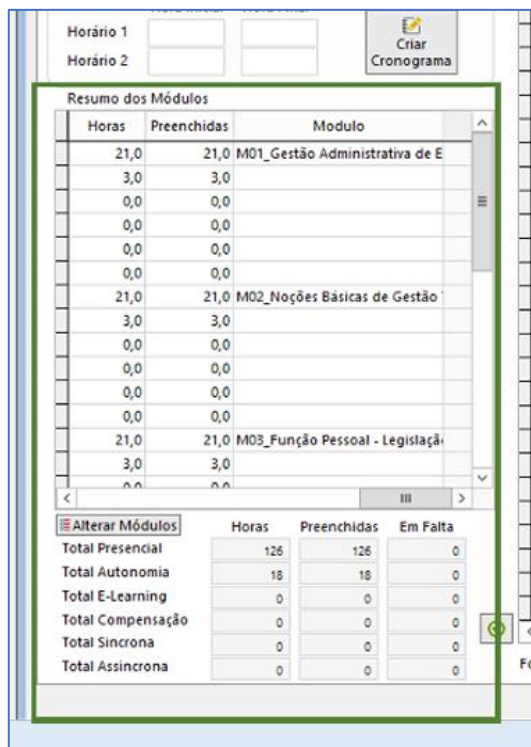 Horário 1
Criar
Horário 2
Cronograma
Resumo dos Módulos
Horas Preenchidas Modulo
21,0 21,0 M01_Gestão Administrativa de E
3,0 3,0
0,0 0,0
0,0 0,0
0,0 0,0
0,0 0,0
21,0 21,0 M02_Noções Básicas de Gestão
3,0 3,0
0,0 0,0
0,0 0,0
0,0 0,0
0,0 0,0
21,0 21,0 M03_Função Pessoal - Legislaçã
3,0 3,0
Alterar Módulos Horas Preenchidas Em Falta
Total Presencial 126 126 0
Total Autonomia 18 18 0
Total E-Learning 0 0 0
Total Compensação 0 0 0
Total Sincrona 0 0 0
Total Assincrona 0 0 0